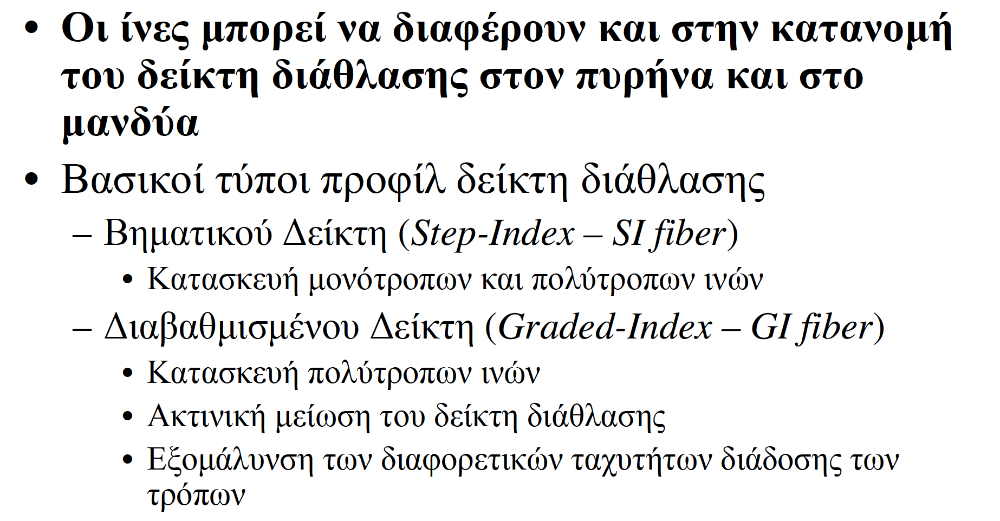 • Οι ίνες μπορεί να διαφέρουν και στην κατανομή
του δείκτη διάθλασης στον πυρήνα και στο
μανδύα
• Βασικοί τύποι προφίλ δείκτη διάθλασης
– Βηματικού Δείκτη (Step-Index – SI fiber)
• Κατασκευή μονότροπων και πολύτροπων ινών
– Διαβαθμισμένου Δείκτη (Graded-Index – GI fiber)
• Κατασκευή πολύτροπων ινών
• Ακτινική μείωση του δείκτη διάθλασης
• Εξομάλυνση των διαφορετικών ταχυτήτων διάδοσης των
τρόπων